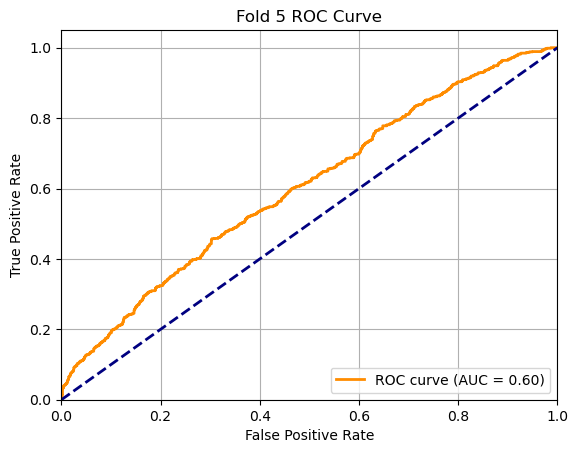 Fold 5 ROC Curve
True Positive Rate
1.0
0.8
0.6
0.4
0.2
0.0
ROC curve (AUC = 0.60)
0.0 0.2 0.4 0.6 0.8 1.0
False Positive Rate